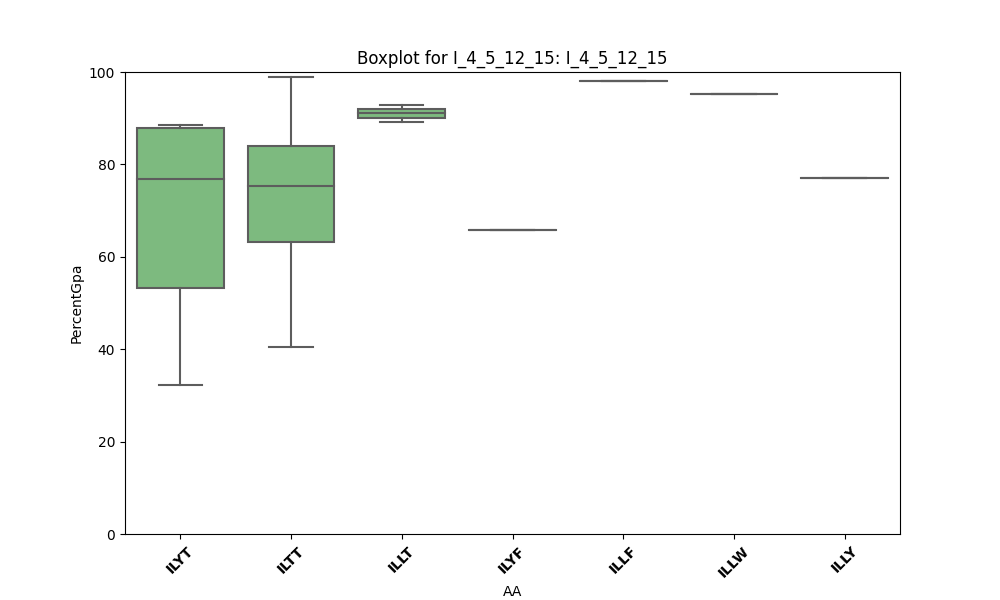 Boxplot for I_4_5_12_15: I_4_5_12_15
100
80
60
40
20
0
PercentGpa
ILYT
ILTT
ILLT
ILYF
ILLF
ILLW
ILLY
AA